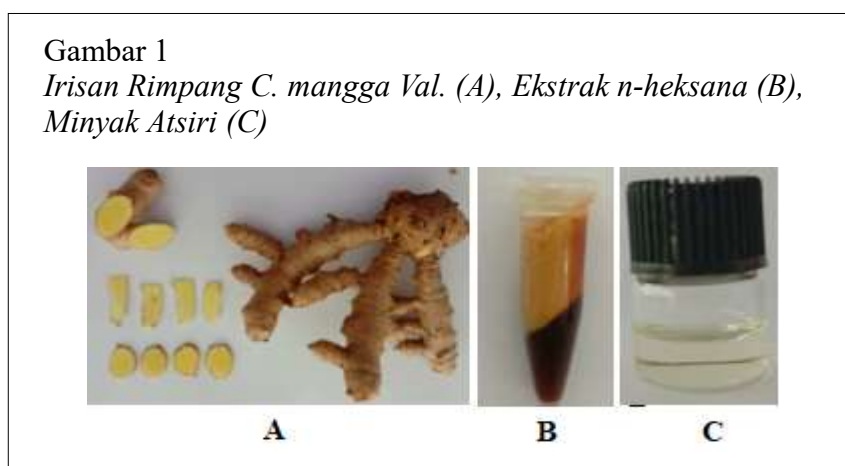 Gambar 1
Irisan Rimpang C. mangga Val. (A), Ekstrak n-heksana (B),
Minyak Atsiri (C)
A B C